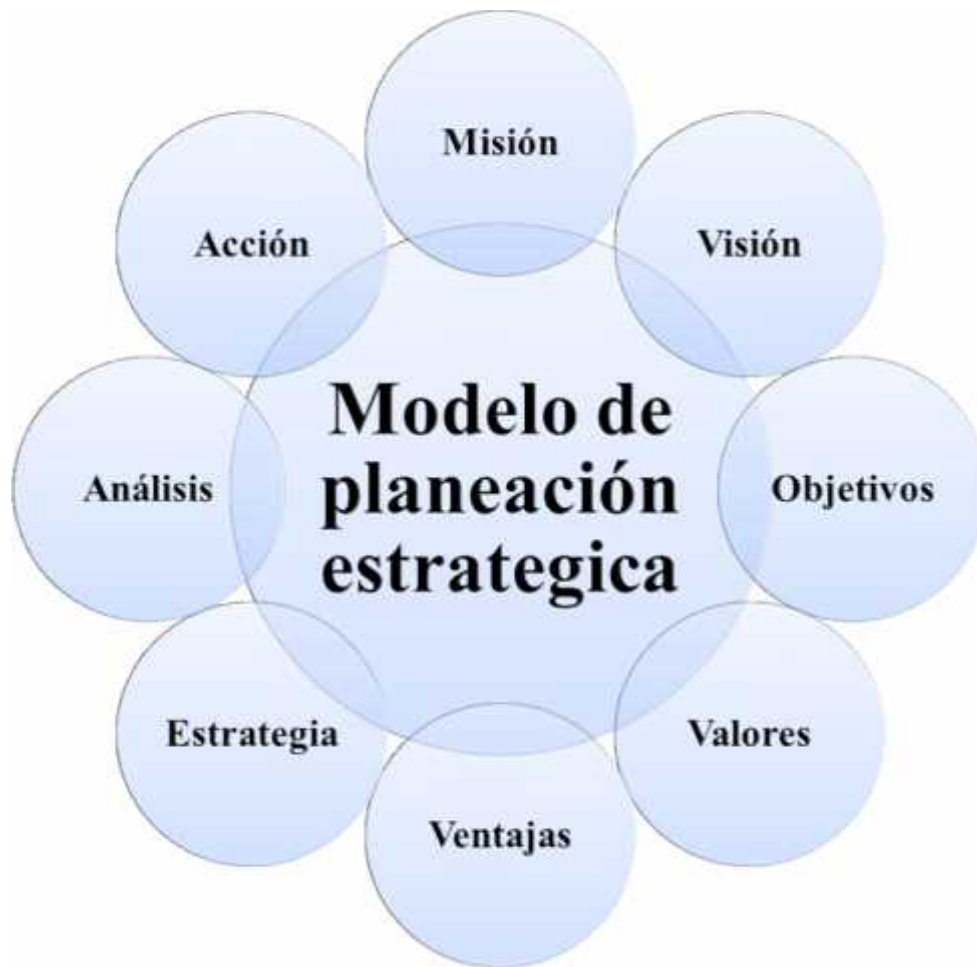 Misión
Visión
Objetivos
Valores
Ventajas
Estrategia
Análisis
Acción
Modelo de
planeación
estrategica